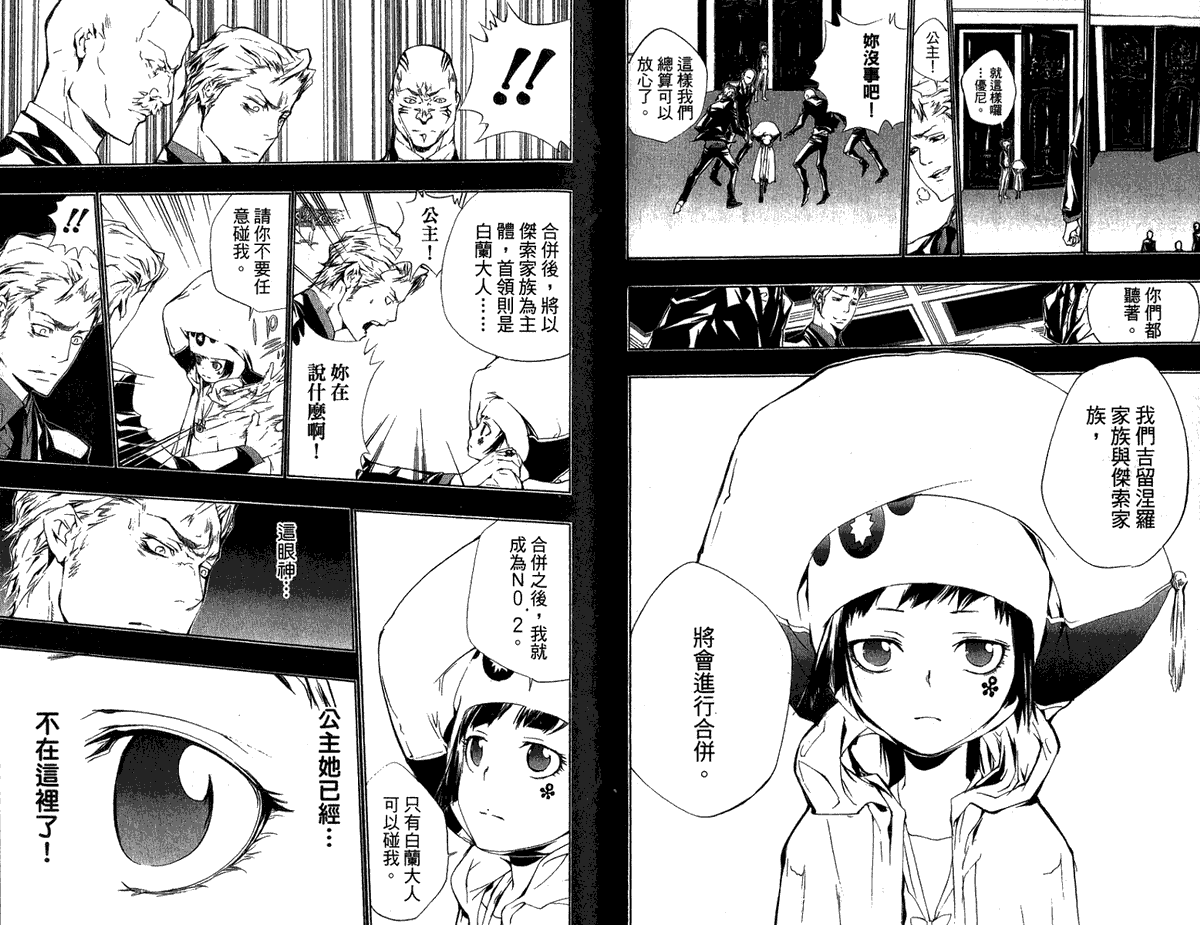 就這樣囉
…優尼。
公主！
妳沒事吧！
這樣我們
總算可以
放心了。
你們都
聽著。
我們吉留涅羅
家族與傑索家
族，
將會進行合併。
!!
合併後，將以
傑索家族為主
體，首領則是
白蘭大人……
公主！
妳在
說什麼啊！
請你不要任
意碰我。
!!
合併之後，我就
成為NO.2。
只有白蘭大人
可以碰我。
這眼神…
公主她已經…
不在這裡了！